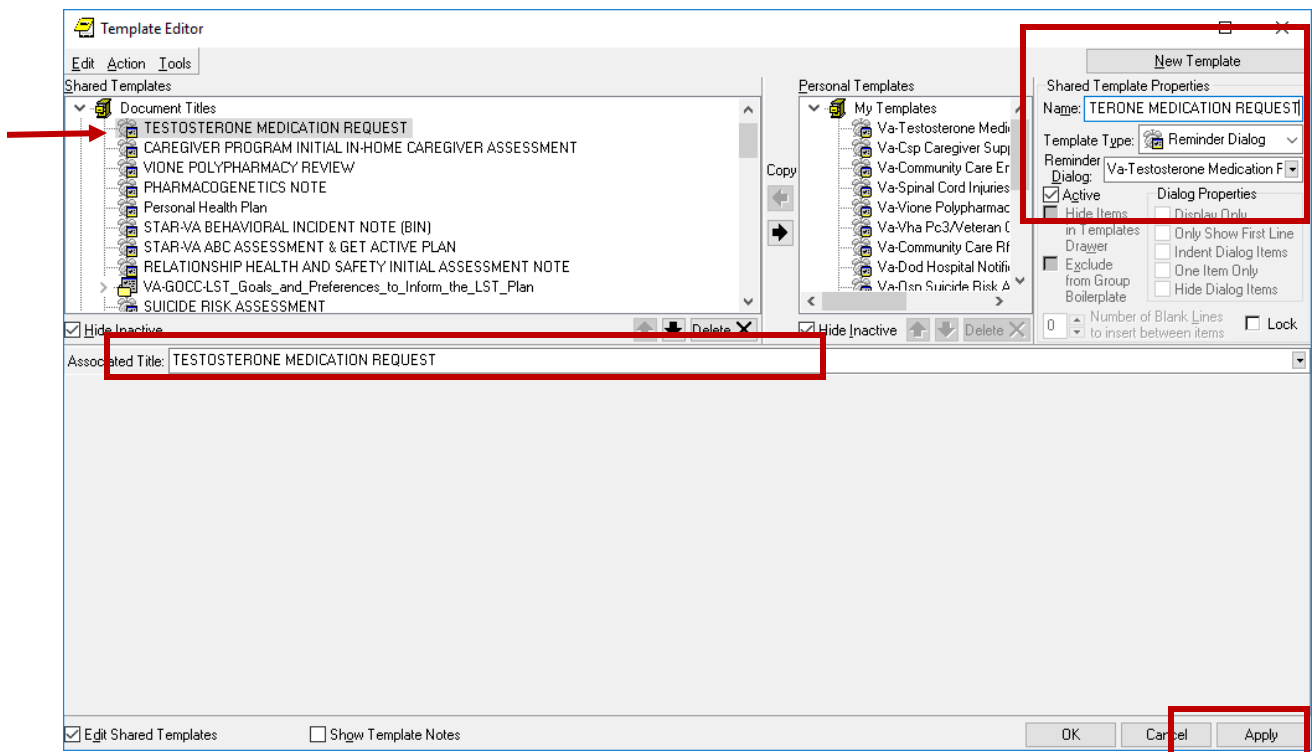 Template Editor
Edit Action Tools
New Template
Shared Templates
Document Titles
TESTOSTERONE MEDICATION REQUEST
CAREGIVER PROGRAM INITIAL IN-HOME CAREGIVER ASSESSMENT
VIONE POLYPHARMACY REVIEW
PHARMACOGENETICS NOTE
Personal Health Plan
STAR-VA BEHAVIORAL INCIDENT NOTE (BIN)
STAR-VA ABC ASSESSMENT & GET ACTIVE PLAN
RELATIONSHIP HEALTH AND SAFETY INITIAL ASSESSMENT NOTE
VA-GOCC-LST_Goals_and_Preferences_to_Inform_the_LST_Plan
SUICIDE RISK ASSESSMENT
Hide Inactive
Delete
Copy
Personal Templates
My Templates
Va-Testosterone Medi
Va-Csp Caregiver Supp
Va-Community Care Er
Va-Spinal Cord Injuries
Va-Vione Polypharmac
Va-Vha Pc3/Veteran C
Va-Community Care Rf
Va-Dod Hospital Notifi
Va-Osp Suicide Risk A
Hide Inactive
Delete
Shared Template Properties
Name: TERONE MEDICATION REQUEST
Template Type: Reminder Dialog
Reminder
Dialog: Va-Testosterone Medication F
Active
Hide Items
in Templates
Drawer
Exclude
from Group
Boilerplate
Dialog Properties
Display Only
Only Show First Line
Indent Dialog Items
One Item Only
Hide Dialog Items
0 Number of Blank Lines
to insert between items
Lock
Associated Title: TESTOSTERONE MEDICATION REQUEST
Edit Shared Templates
Show Template Notes
OK
Cancel
Apply